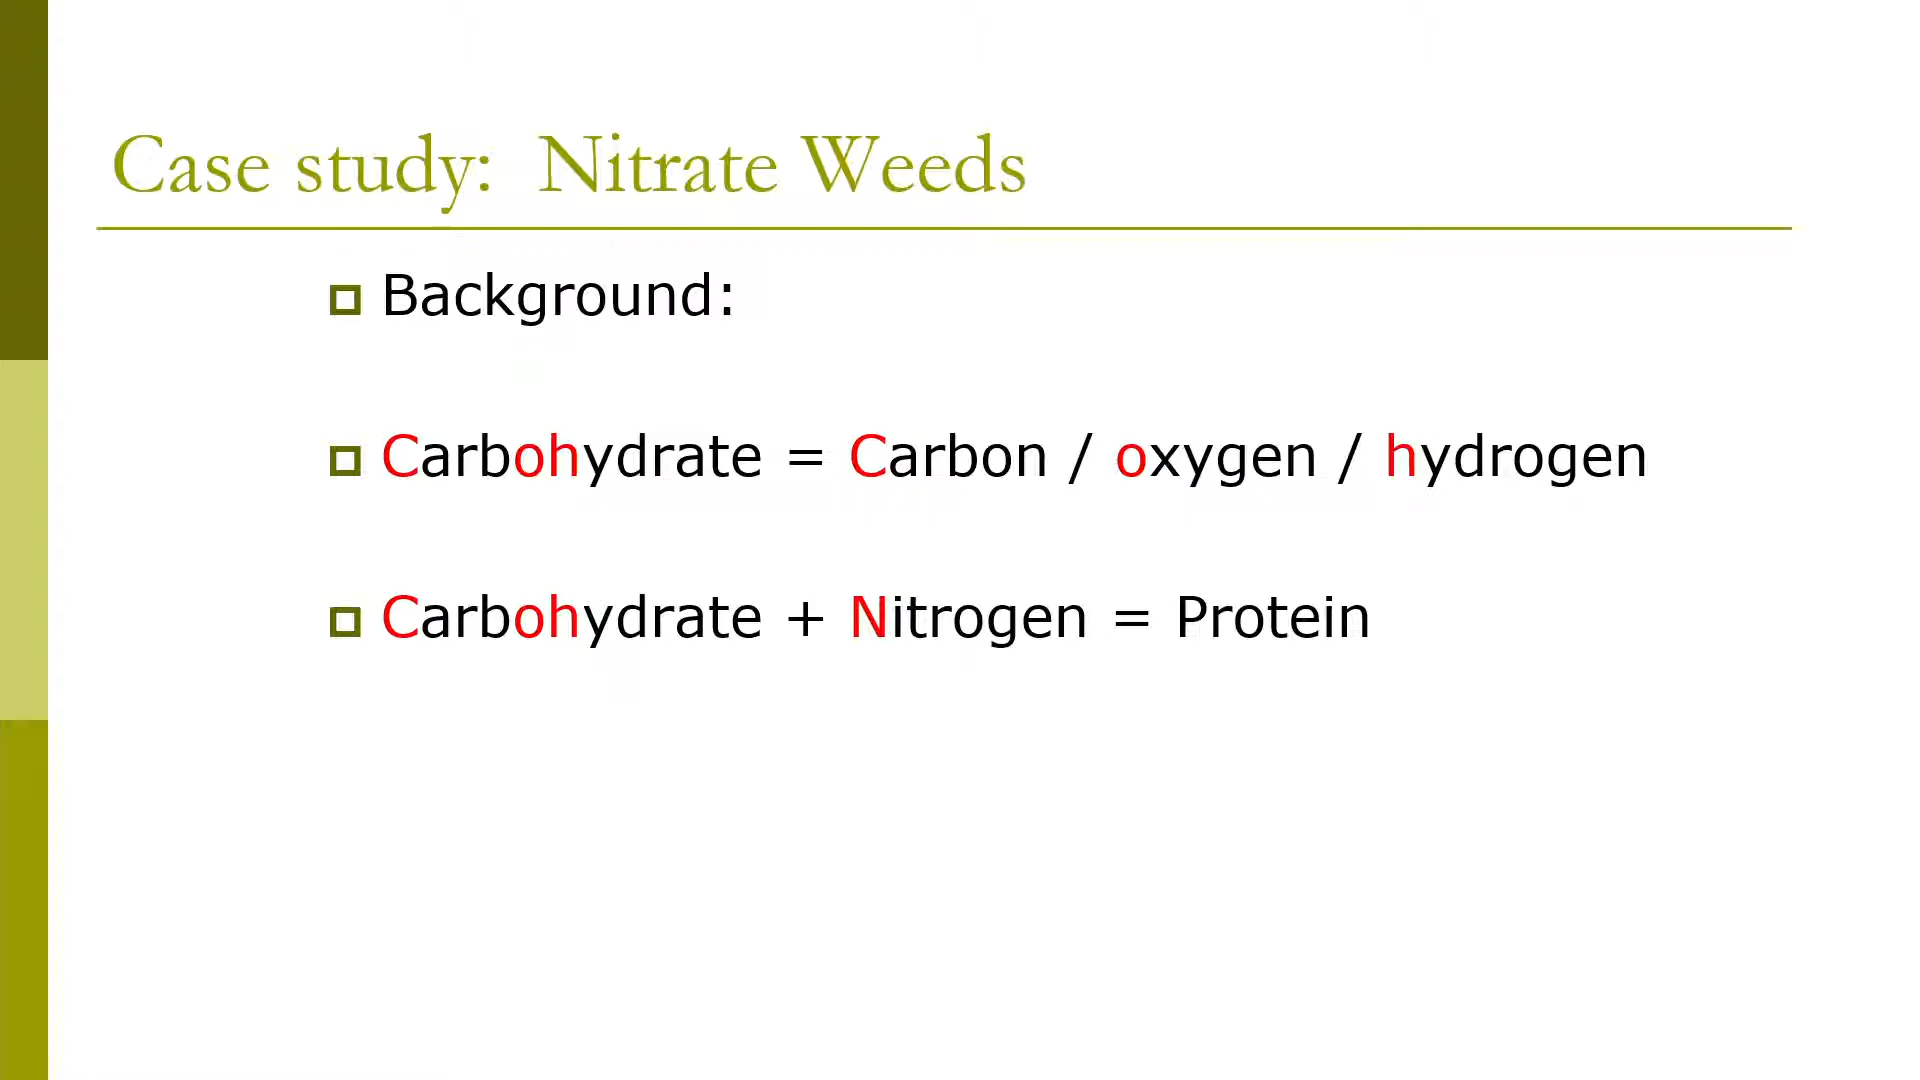 Case study: Nitrate Weeds
Background:
Carbohydrate = Carbon / oxygen / hydrogen
Carbohydrate + Nitrogen = Protein